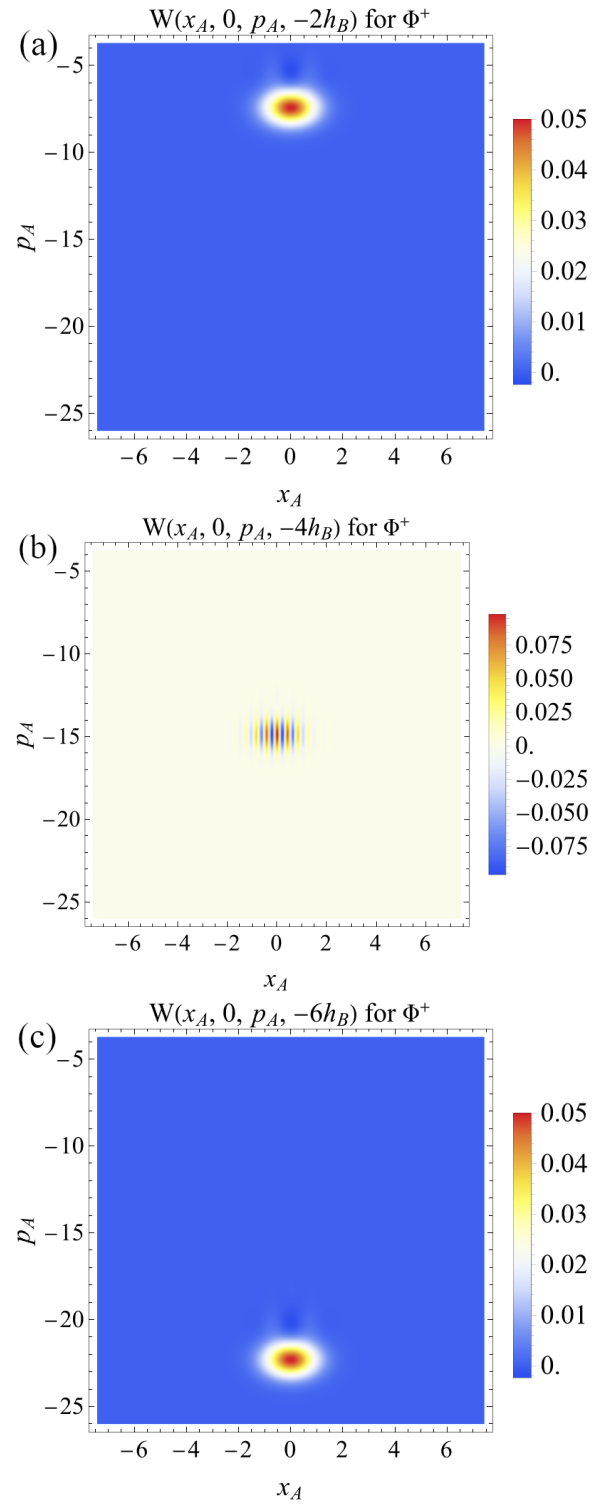 (a) W(x_A, 0, p_A, −2h_B) for Φ⁺
−5
−10
−15
−20
−25
p_A
−6 −4 −2 0 2 4 6
x_A
0.05
0.04
0.03
0.02
0.01
0.
(b) W(x_A, 0, p_A, −4h_B) for Φ⁺
−5
−10
−15
−20
−25
p_A
−6 −4 −2 0 2 4 6
x_A
0.075
0.050
0.025
0.
−0.025
−0.050
−0.075
(c) W(x_A, 0, p_A, −6h_B) for Φ⁺
−5
−10
−15
−20
−25
p_A
−6 −4 −2 0 2 4 6
x_A
0.05
0.04
0.03
0.02
0.01
0.